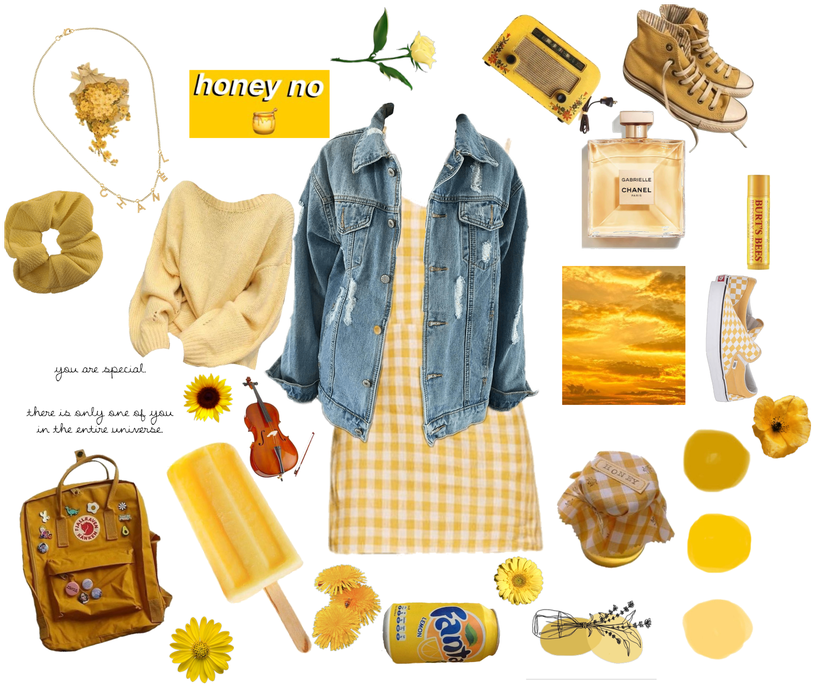 honey no
CHANEL
GABRIELLE
CHANEL
PARIS
BURT'S BEES
you are special.
there is only one of you
in the entire universe.
FJÄLLRÄVEN
KÅNKEN
HONEY
LEMON
fanta